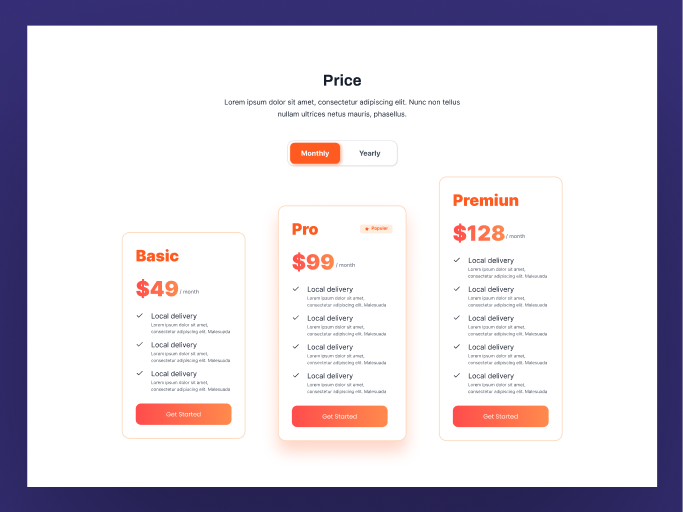 Price
Lorem ipsum dolor sit amet, consectetur adipiscing elit. Nunc non tellus
nullam ultrices netus mauris, phasellus.
Monthly
Yearly
Basic
$49 / month
Local delivery
Lorem ipsum dolor sit amet,
consectetur adipiscing elit. Malesuada
Local delivery
Lorem ipsum dolor sit amet,
consectetur adipiscing elit. Malesuada
Local delivery
Lorem ipsum dolor sit amet,
consectetur adipiscing elit. Malesuada
Get Started
Pro
Popular
$99 / month
Local delivery
Lorem ipsum dolor sit amet,
consectetur adipiscing elit. Malesuada
Local delivery
Lorem ipsum dolor sit amet,
consectetur adipiscing elit. Malesuada
Local delivery
Lorem ipsum dolor sit amet,
consectetur adipiscing elit. Malesuada
Local delivery
Lorem ipsum dolor sit amet,
consectetur adipiscing elit. Malesuada
Get Started
Premiun
$128 / month
Local delivery
Lorem ipsum dolor sit amet,
consectetur adipiscing elit. Malesuada
Local delivery
Lorem ipsum dolor sit amet,
consectetur adipiscing elit. Malesuada
Local delivery
Lorem ipsum dolor sit amet,
consectetur adipiscing elit. Malesuada
Local delivery
Lorem ipsum dolor sit amet,
consectetur adipiscing elit. Malesuada
Local delivery
Lorem ipsum dolor sit amet,
consectetur adipiscing elit. Malesuada
Get Started